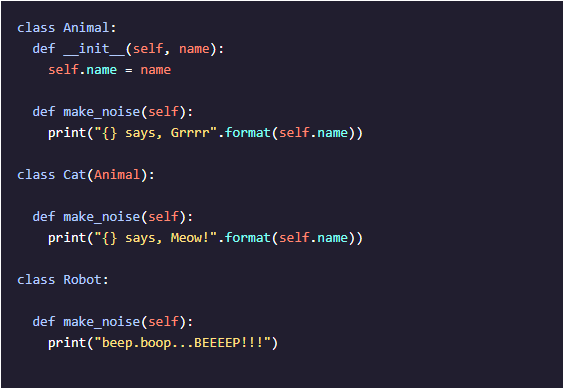 class Animal:
  def __init__(self, name):
    self.name = name

  def make_noise(self):
    print("{} says, Grrrr".format(self.name))

class Cat(Animal):

  def make_noise(self):
    print("{} says, Meow!".format(self.name))

class Robot:

  def make_noise(self):
    print("beep.boop...BEEEEP!!!")